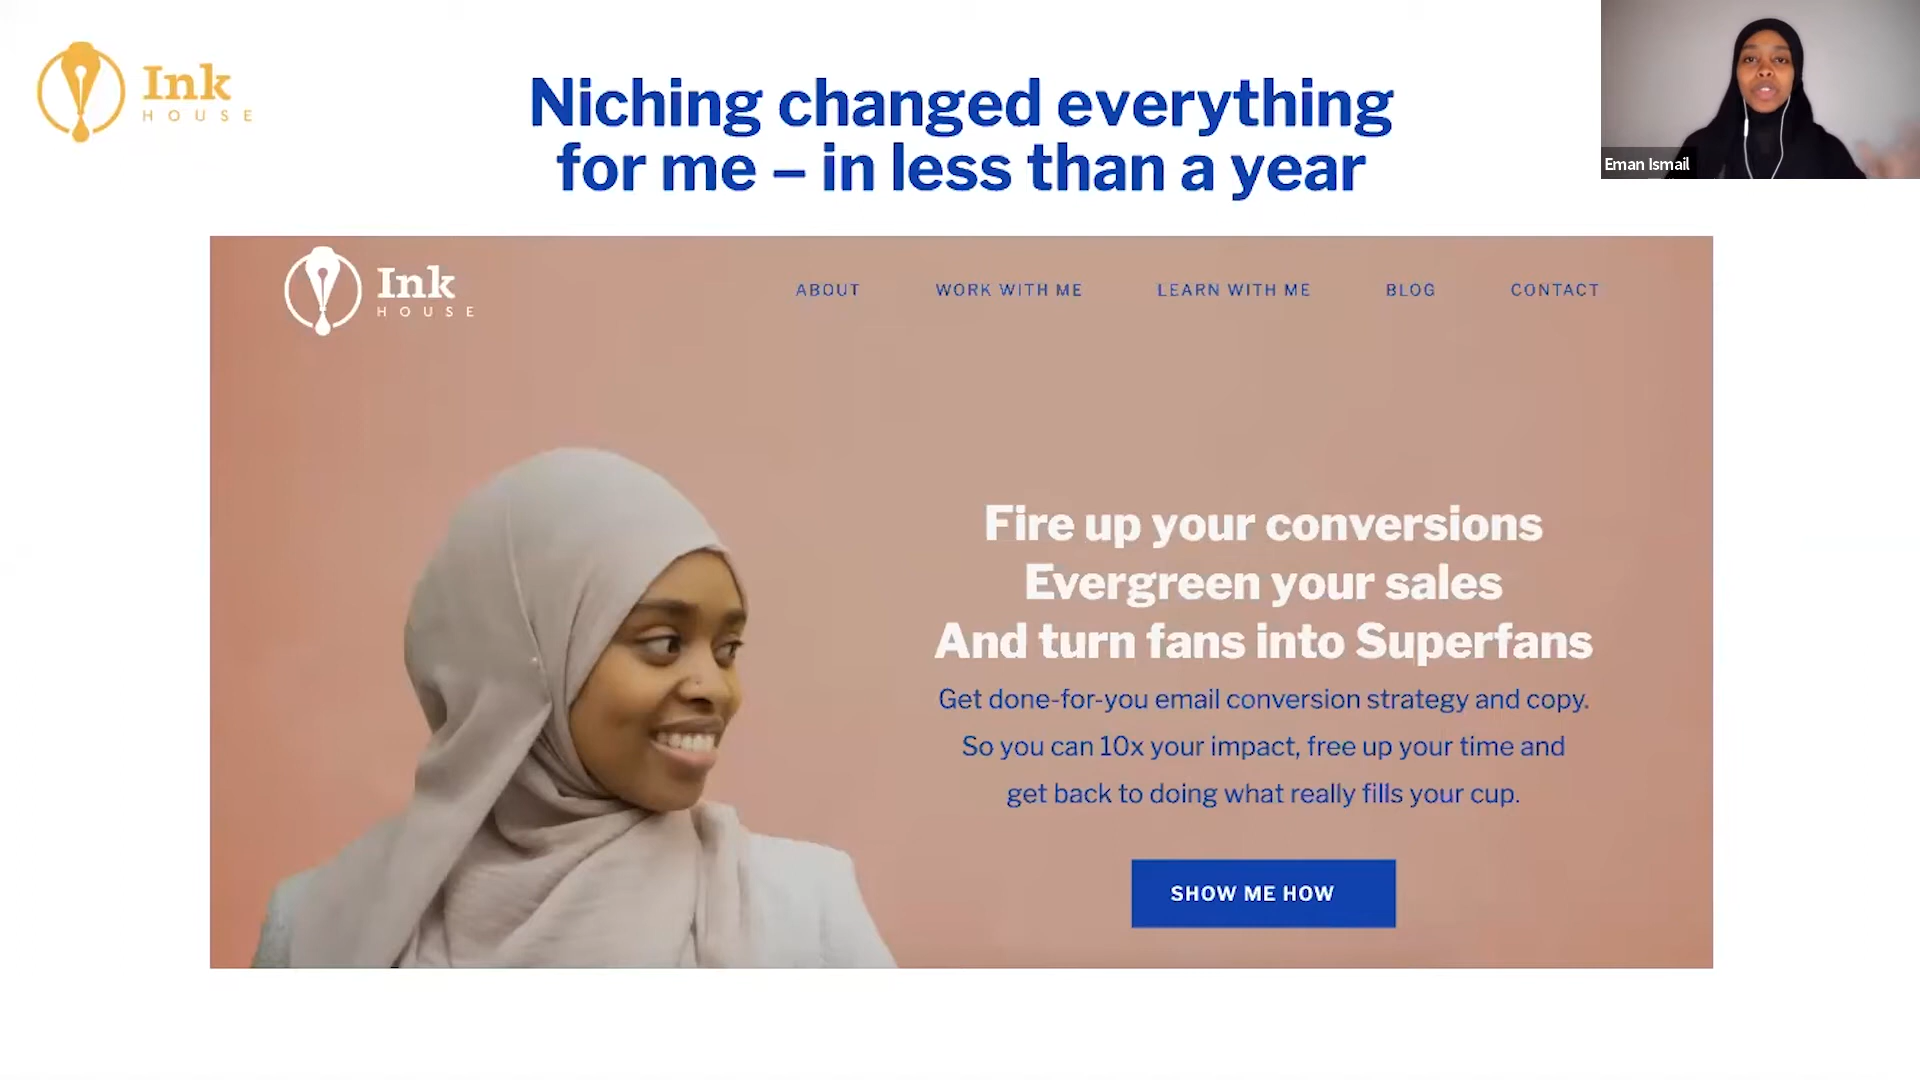 Ink
HOUSE
Niching changed everything
for me – in less than a year
Eman Ismail
Ink
HOUSE
ABOUT
WORK WITH ME
LEARN WITH ME
BLOG
CONTACT
Fire up your conversions
Evergreen your sales
And turn fans into Superfans
Get done-for-you email conversion strategy and copy.
So you can 10x your impact, free up your time and
get back to doing what really fills your cup.
SHOW ME HOW